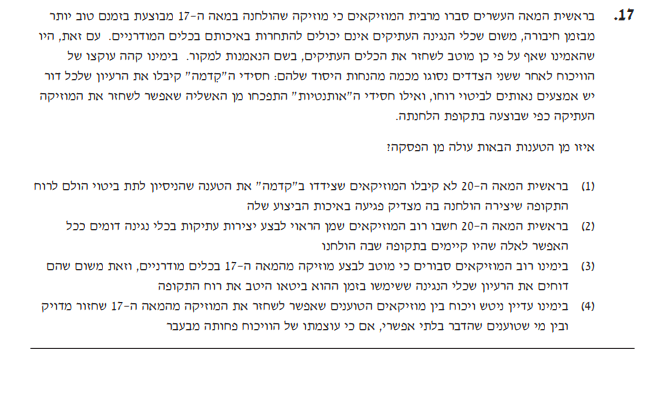 17. בראשית המאה העשרים סברו מרבית המוזיקאים כי מוזיקה שהולחנה במאה ה-17 מבוצעת בזמנם טוב יותר
מבזמן חיבורה, משום שכלי הנגינה העתיקים אינם יכולים להתחרות באיכותם בכלים המודרניים. עם זאת, היו
שהאמינו שאף על פי כן מוטב לשחזר את הכלים העתיקים, בשם הנאמנות למקור. בימינו קהה עוקצו של
הוויכוח לאחר ששני הצדדים נסוגו מכמה מהנחות היסוד שלהם: חסידי ה"קִדמה" קיבלו את הרעיון שלכל דור
יש אמצעים נאותים לביטוי רוחו, ואילו חסידי ה"אותנטיות" התפכחו מן האשליה שאפשר לשחזר את המוזיקה
העתיקה כפי שבוצעה בתקופת הלחנתה.
איזו מן הטענות הבאות עולה מן הפסקה?
(1) בראשית המאה ה-20 לא קיבלו המוזיקאים שצידדו ב"קדמה" את הטענה שהניסיון לתת ביטוי הולם לרוח
התקופה שיצירה הולחנה בה מצדיק פגיעה באיכות הביצוע שלה
(2) בראשית המאה ה-20 חשבו רוב המוזיקאים שמן הראוי לבצע יצירות עתיקות בכלי נגינה דומים ככל
האפשר לאלה שהיו קיימים בתקופה שבה הולחנו
(3) בימינו רוב המוזיקאים סבורים כי מוטב לבצע מוזיקה מהמאה ה-17 בכלים מודרניים, וזאת משום שהם
דוחים את הרעיון שכלי הנגינה ששימשו בזמן ההוא ביטאו היטב את רוח התקופה
(4) בימינו עדיין ניטש ויכוח בין מוזיקאים הטוענים שאפשר לשחזר את המוזיקה מהמאה ה-17 שחזור מדויק
ובין מי שטוענים שהדבר בלתי אפשרי, אם כי עוצמתו של הוויכוח פחותה מבעבר